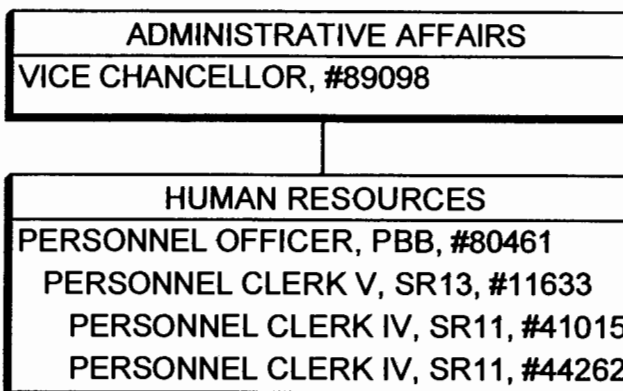 ADMINISTRATIVE AFFAIRS
VICE CHANCELLOR, #89098
HUMAN RESOURCES
PERSONNEL OFFICER, PBB, #80461
PERSONNEL CLERK V, SR13, #11633
PERSONNEL CLERK IV, SR11, #41015
PERSONNEL CLERK IV, SR11, #44262